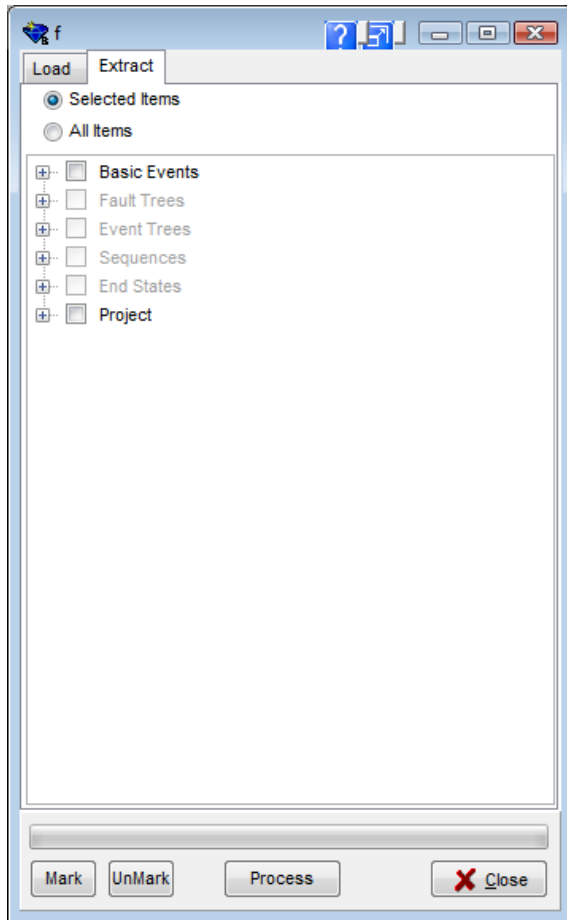 f
?
Load Extract
Selected Items
All Items
Basic Events
Fault Trees
Event Trees
Sequences
End States
Project
Mark UnMark Process Close